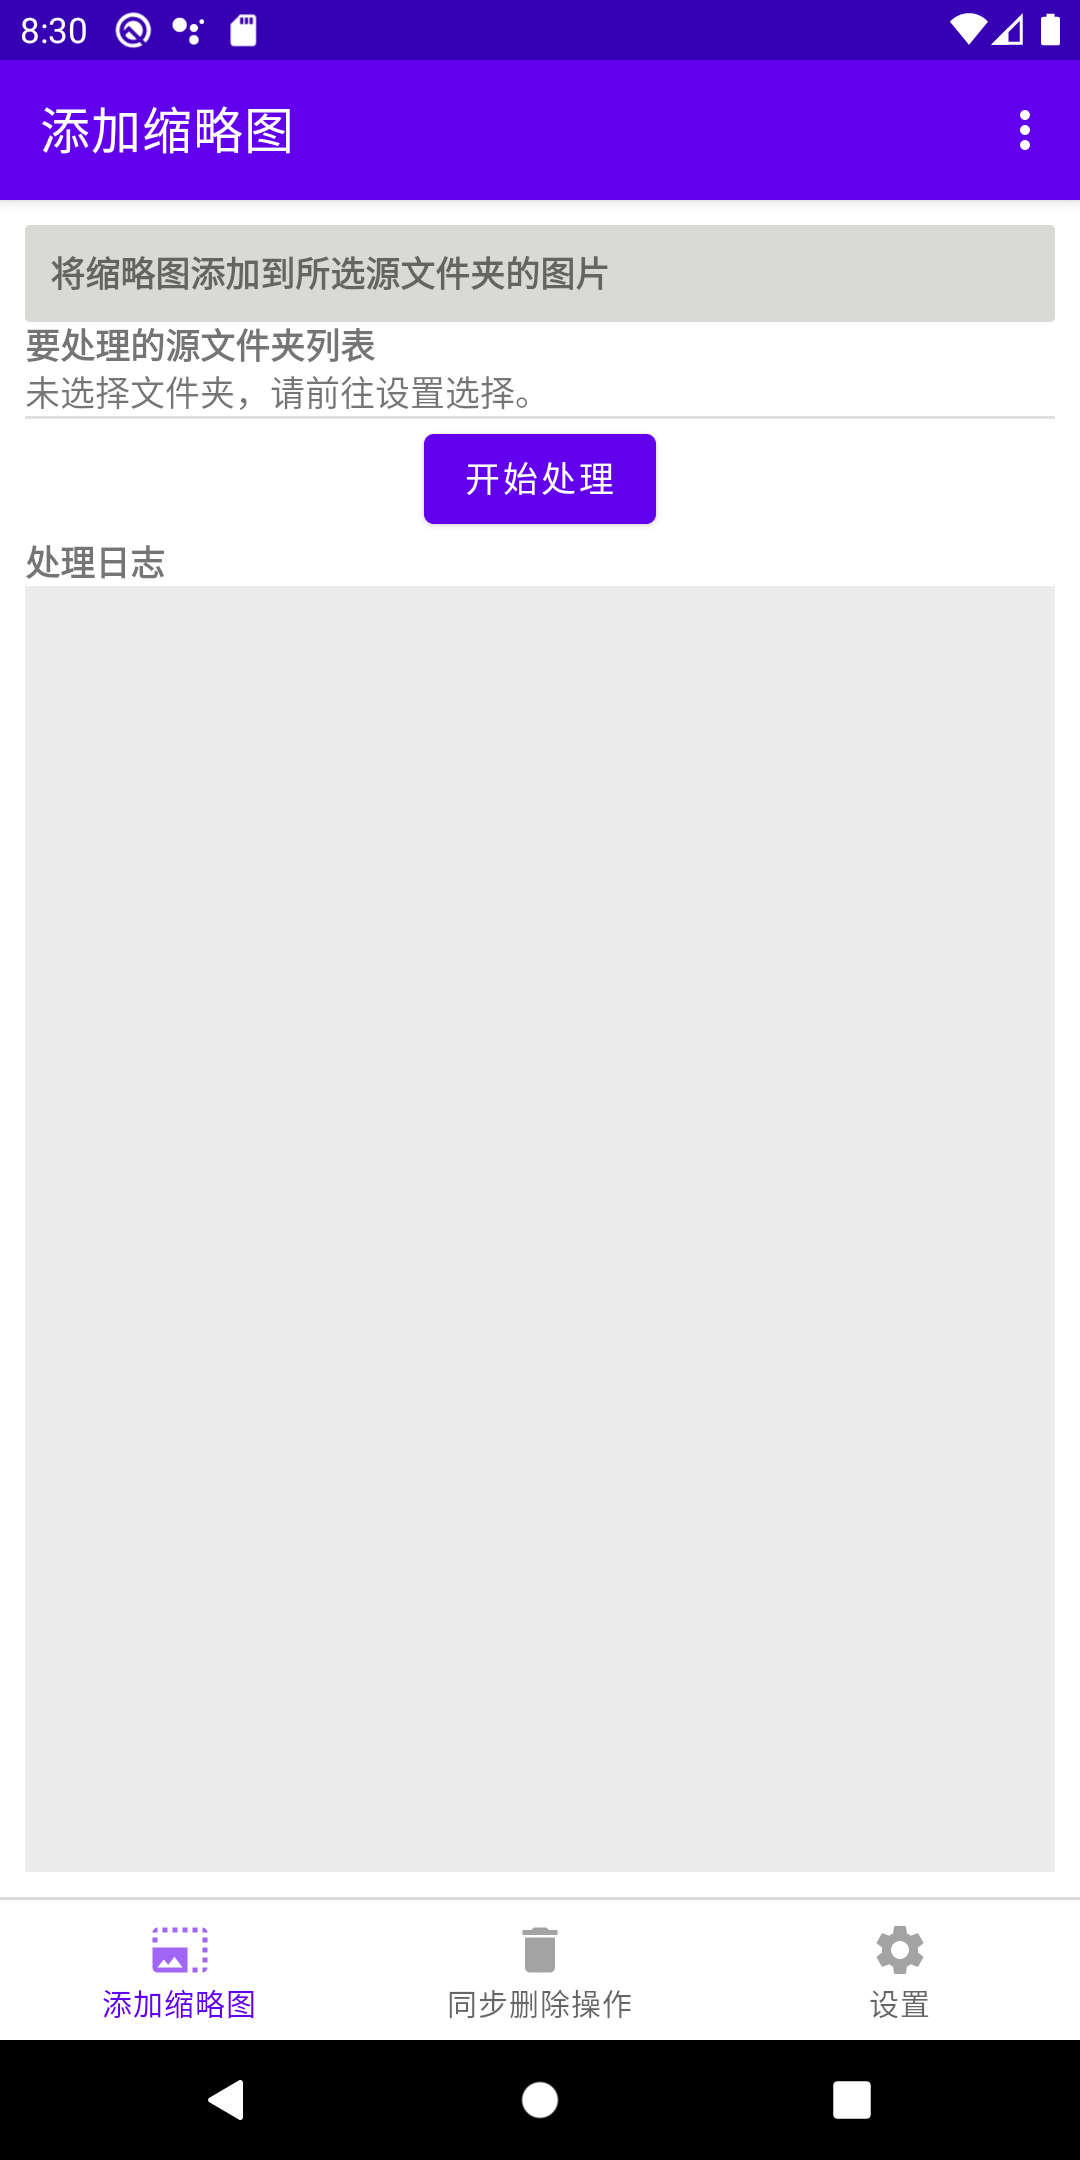 8:30
添加缩略图
将缩略图添加到所选源文件夹的图片
要处理的源文件夹列表
未选择文件夹，请前往设置选择。
开始处理
处理日志
添加缩略图
同步删除操作
设置